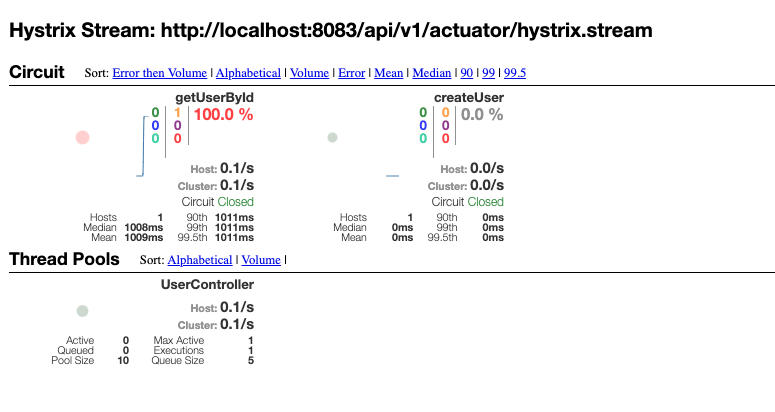 Hystrix Stream: http://localhost:8083/api/v1/actuator/hystrix.stream
Circuit Sort: Error then Volume | Alphabetical | Volume | Error | Mean | Median | 90 | 99 | 99.5
getUserById
0 1 100.0 %
0 0
0 0
Host: 0.1/s
Cluster: 0.1/s
Circuit Closed
Hosts 1 90th 1011ms
Median 1008ms 99th 1011ms
Mean 1009ms 99.5th 1011ms
createUser
0 0 0.0 %
0 0
0 0
Host: 0.0/s
Cluster: 0.0/s
Circuit Closed
Hosts 1 90th 0ms
Median 0ms 99th 0ms
Mean 0ms 99.5th 0ms
Thread Pools Sort: Alphabetical | Volume |
UserController
Host: 0.1/s
Cluster: 0.1/s
Active 0 Max Active 1
Queued 0 Executions 1
Pool Size 10 Queue Size 5